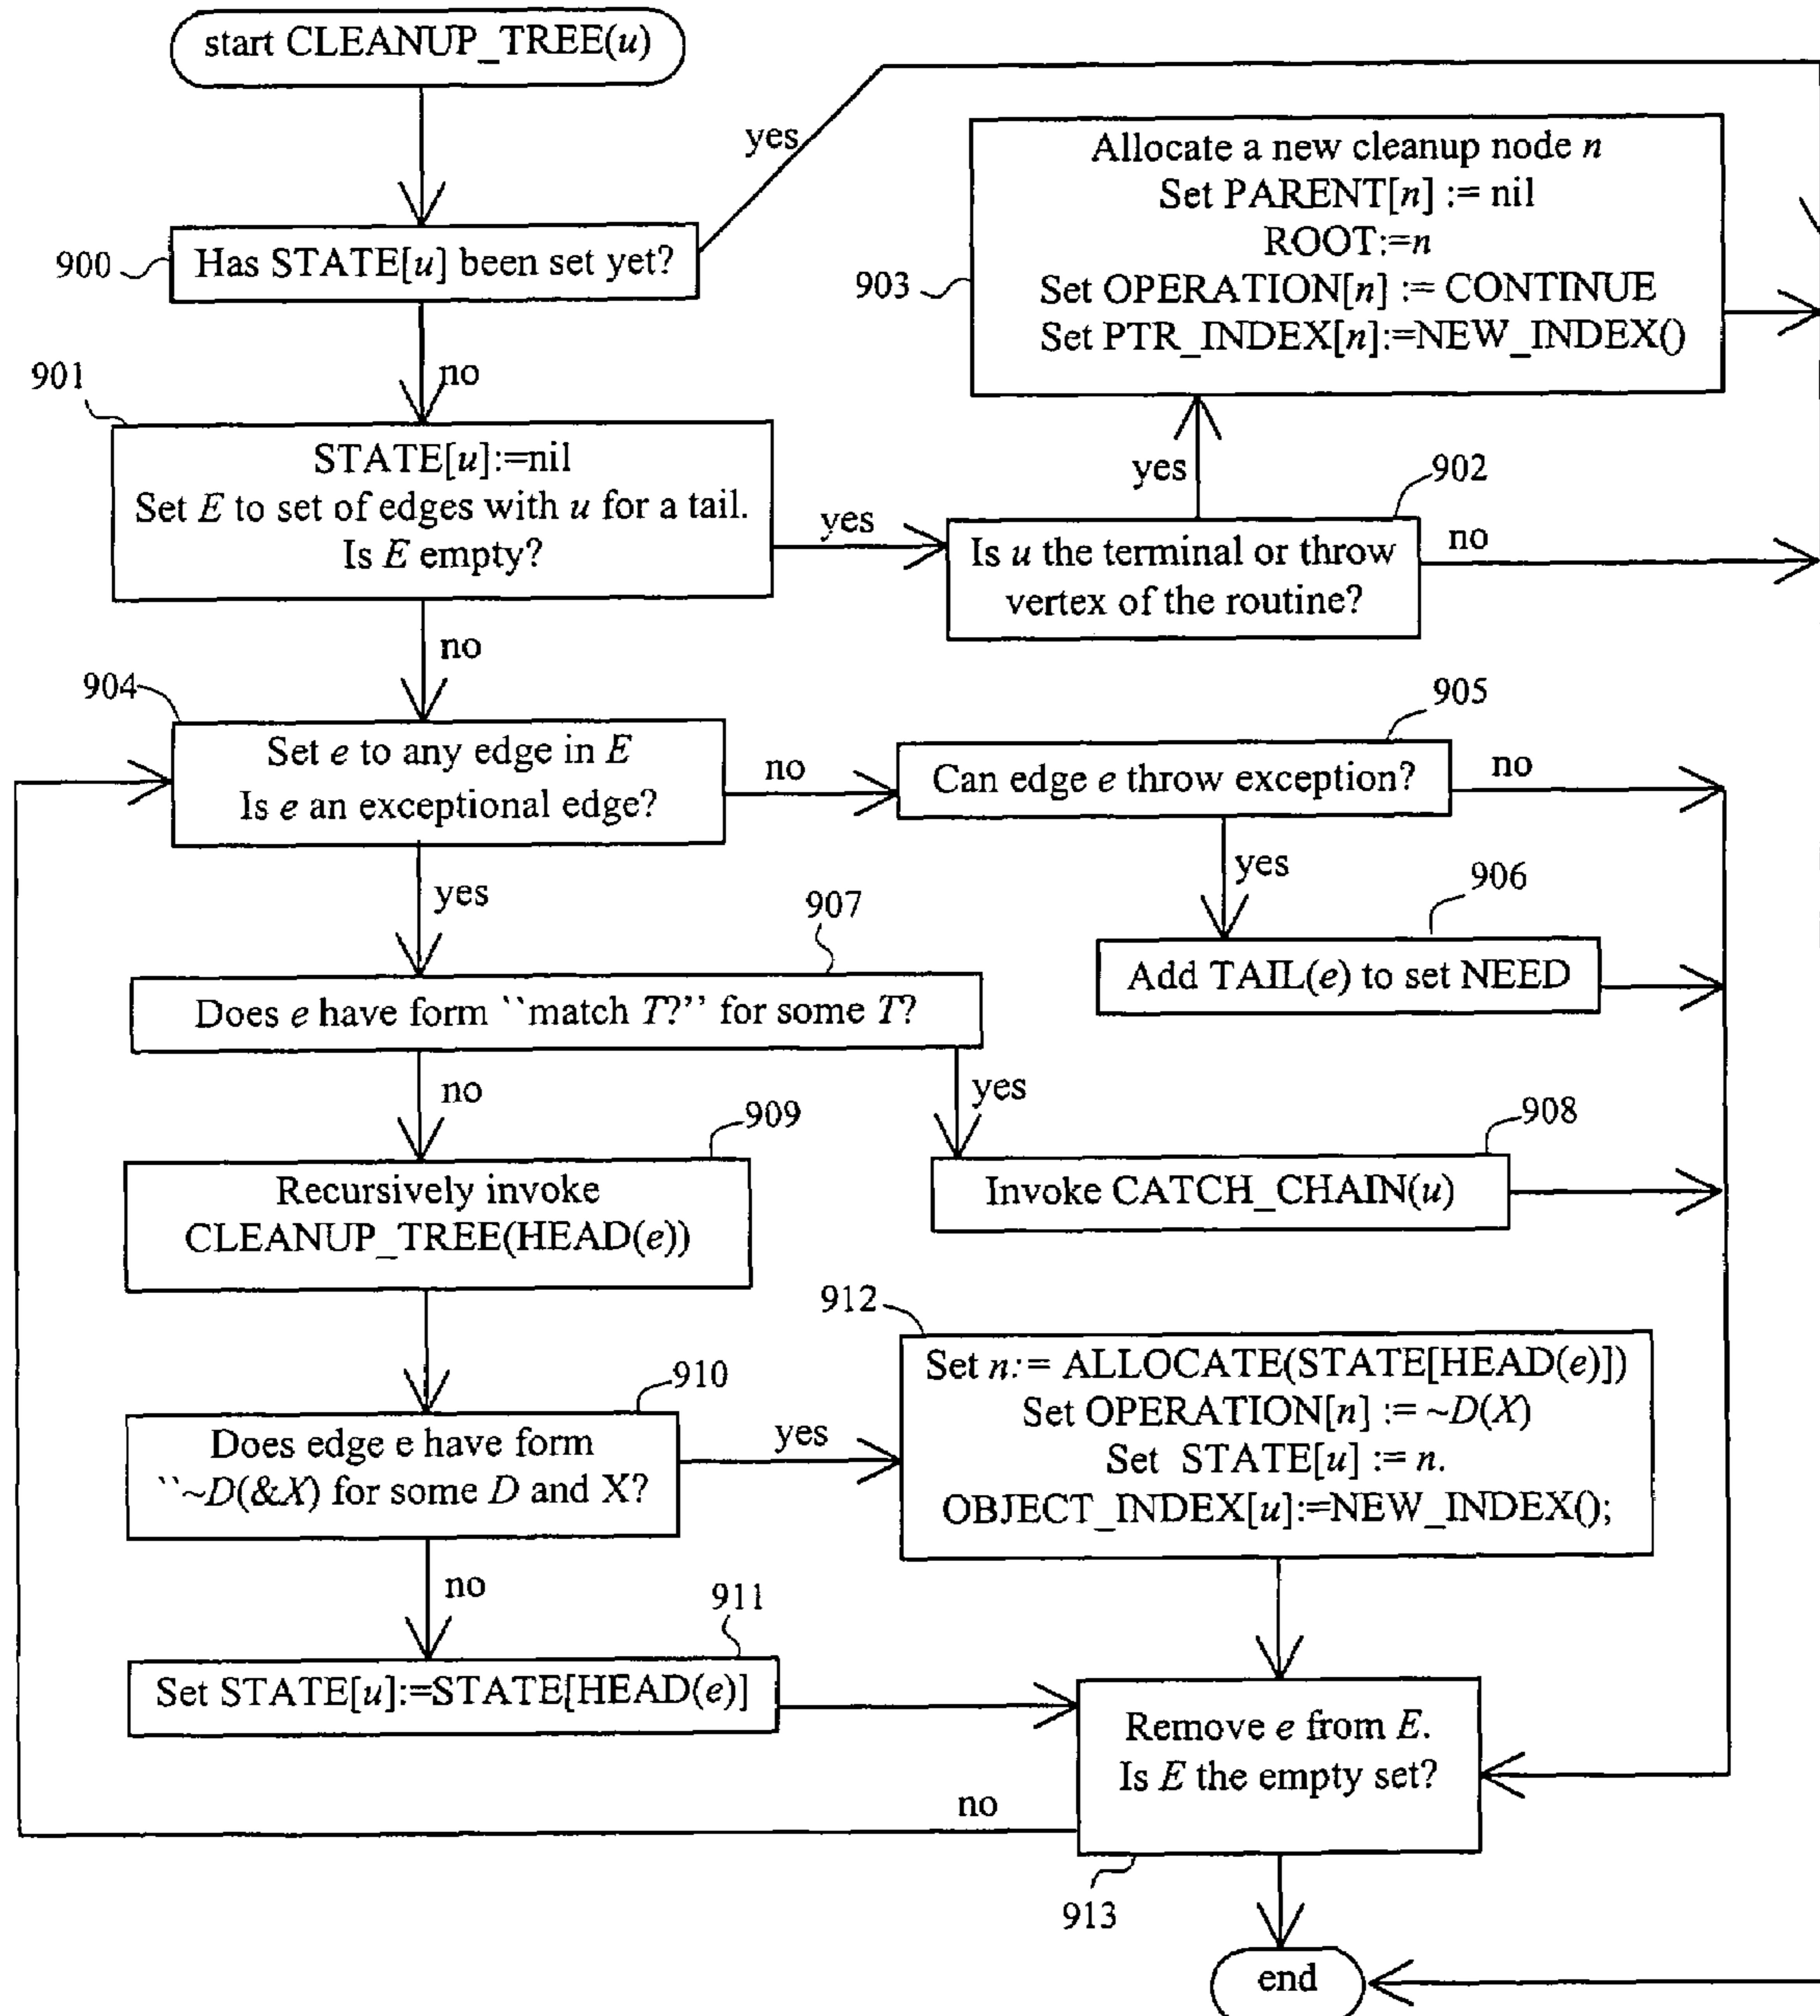 start CLEANUP_TREE(u)
yes
900
Has STATE[u] been set yet?
Allocate a new cleanup node n
Set PARENT[n] := nil
ROOT:=n
Set OPERATION[n] := CONTINUE
Set PTR_INDEX[n]:=NEW_INDEX()
903
no
901
STATE[u]:=nil
Set E to set of edges with u for a tail.
Is E empty?
yes
yes
902
Is u the terminal or throw
vertex of the routine?
no
no
904
Set e to any edge in E
Is e an exceptional edge?
no
905
Can edge e throw exception?
no
yes
906
Add TAIL(e) to set NEED
yes
907
Does e have form ``match T?'' for some T?
no
yes
909
Recursively invoke
CLEANUP_TREE(HEAD(e))
908
Invoke CATCH_CHAIN(u)
912
Set n:= ALLOCATE(STATE[HEAD(e)])
Set OPERATION[n] := ~D(X)
Set STATE[u] := n.
OBJECT_INDEX[u]:=NEW_INDEX();
910
Does edge e have form
``~D(&X) for some D and X?
yes
no
911
Set STATE[u]:=STATE[HEAD(e)]
Remove e from E.
Is E the empty set?
no
913
end